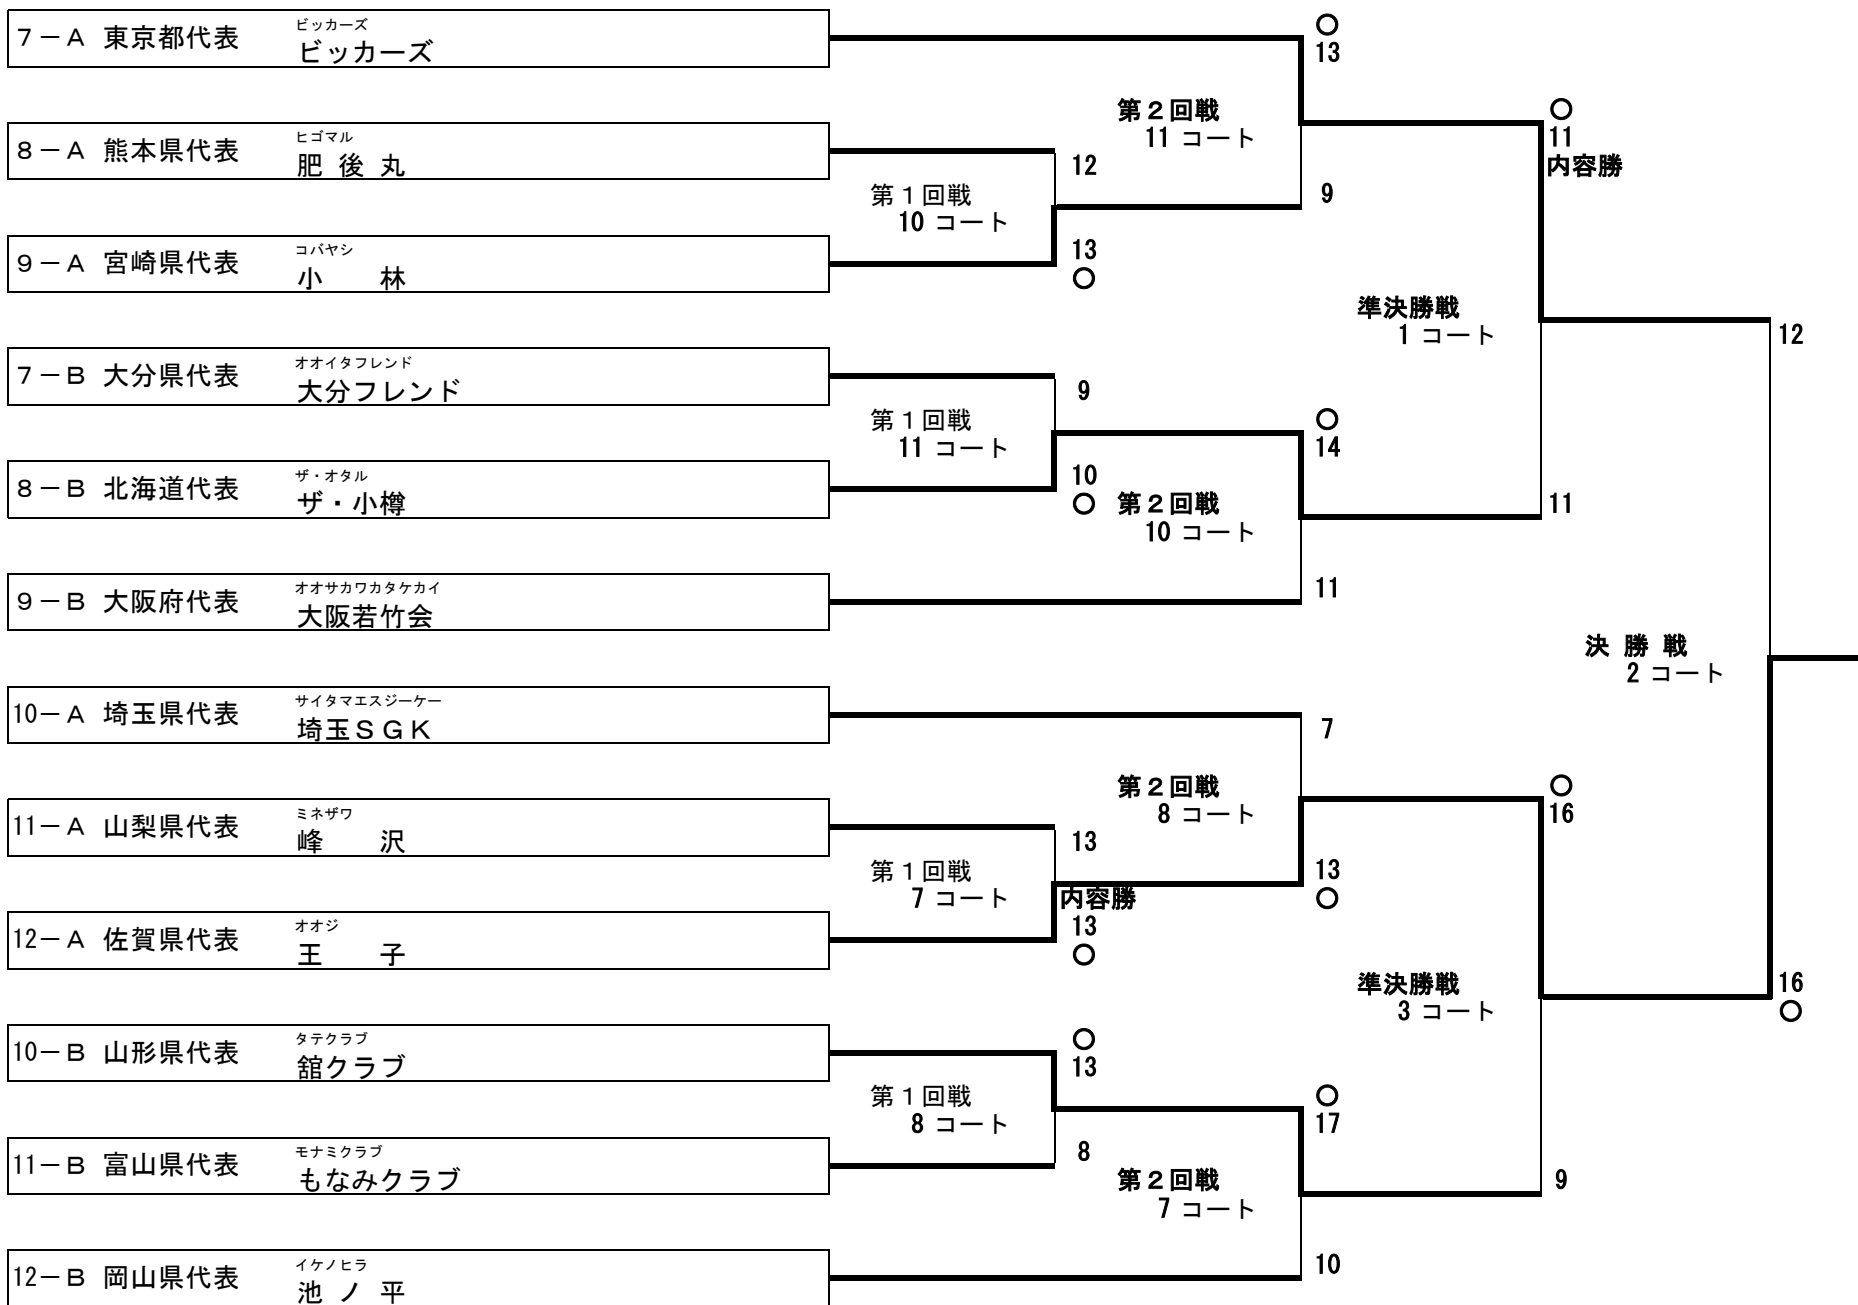 ビッカーズ
7－A 東京都代表 ビッカーズ
○
13
第２回戦
11 コート
○
11
内容勝
ヒゴマル
8－A 熊本県代表 肥後丸
12
第１回戦
10 コート
9
コバヤシ
9－A 宮崎県代表 小　林
13
○
準決勝戦
1 コート
12
オオイタフレンド
7－B 大分県代表 大分フレンド
9
第１回戦
11 コート
○
14
ザ・オタル
8－B 北海道代表 ザ・小樽
10
○
第２回戦
10 コート
11
オオサカワカタケカイ
9－B 大阪府代表 大阪若竹会
11
決勝戦
2 コート
サイタマエスジーケー
10－A 埼玉県代表 埼玉ＳＧＫ
7
第２回戦
8 コート
○
16
ミネザワ
11－A 山梨県代表 峰　沢
13
第１回戦
7 コート
13
○
内容勝
オオジ
12－A 佐賀県代表 王　子
13
○
準決勝戦
3 コート
16
○
タテクラブ
10－B 山形県代表 舘クラブ
○
13
第１回戦
8 コート
○
17
モナミクラブ
11－B 富山県代表 もなみクラブ
8
第２回戦
7 コート
9
イケノヒラ
12－B 岡山県代表 池ノ平
10